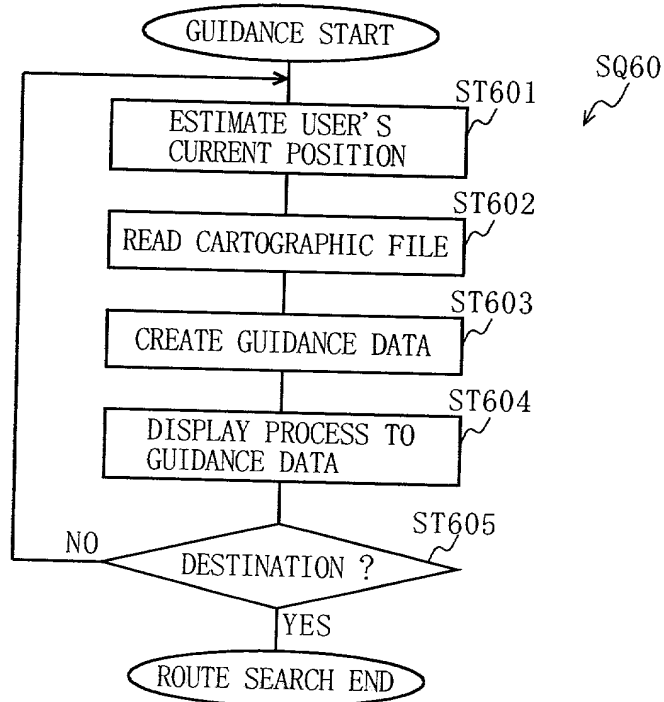 GUIDANCE START
SQ60
ST601
ESTIMATE USER'S
CURRENT POSITION
ST602
READ CARTOGRAPHIC FILE
ST603
CREATE GUIDANCE DATA
ST604
DISPLAY PROCESS TO
GUIDANCE DATA
ST605
NO
DESTINATION ?
YES
ROUTE SEARCH END